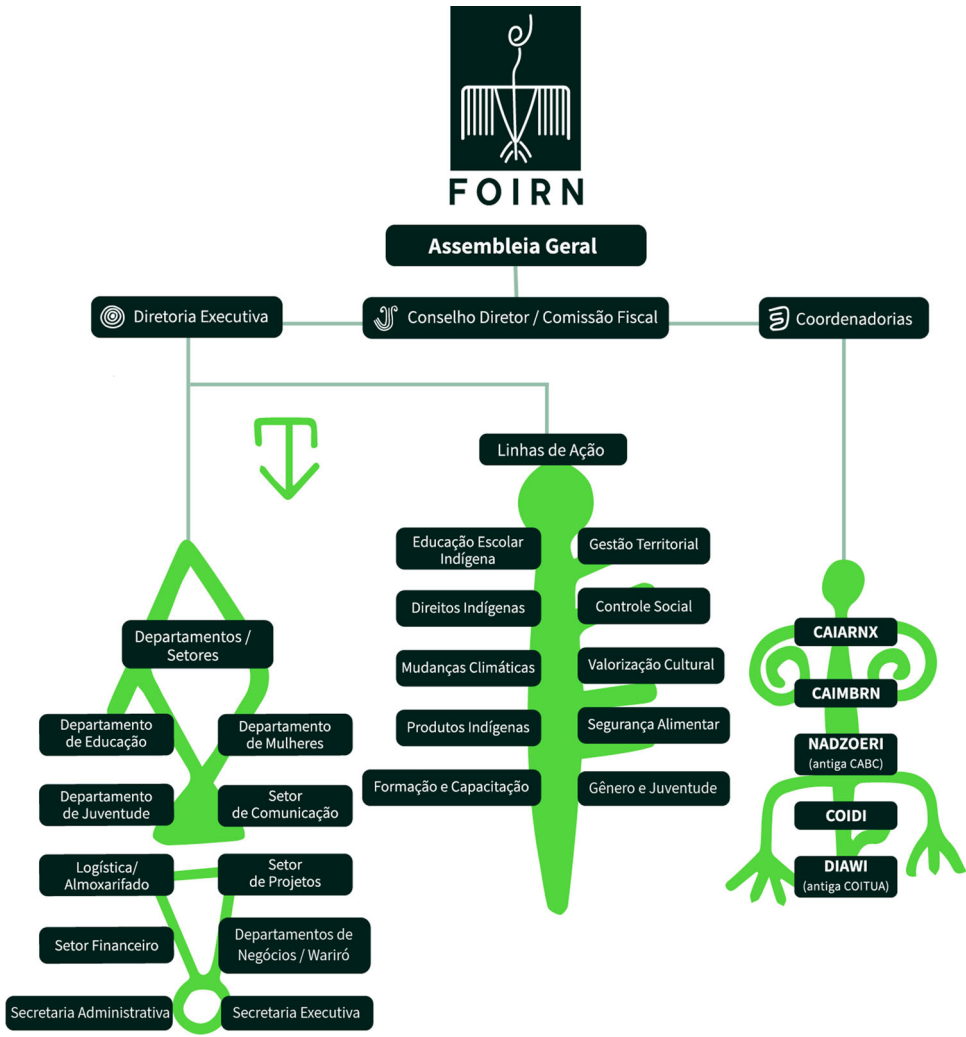 FOIRN
Assembleia Geral
Diretoria Executiva
Conselho Diretor / Comissão Fiscal
Coordenadorias
Linhas de Ação
Educação Escolar
Indígena
Gestão Territorial
Direitos Indígenas
Controle Social
Mudanças Climáticas
Valorização Cultural
Produtos Indígenas
Segurança Alimentar
Formação e Capacitação
Gênero e Juventude
Departamentos /
Setores
Departamento
de Educação
Departamento
de Mulheres
Departamento
de Juventude
Setor
de Comunicação
Logística/
Almoxarifado
Setor
de Projetos
Setor Financeiro
Departamentos de
Negócios / Wariró
Secretaria Administrativa
Secretaria Executiva
CAIARNX
CAIMBRN
NADZOERI
(antiga CABC)
COIDI
DIAWI
(antiga COITUA)